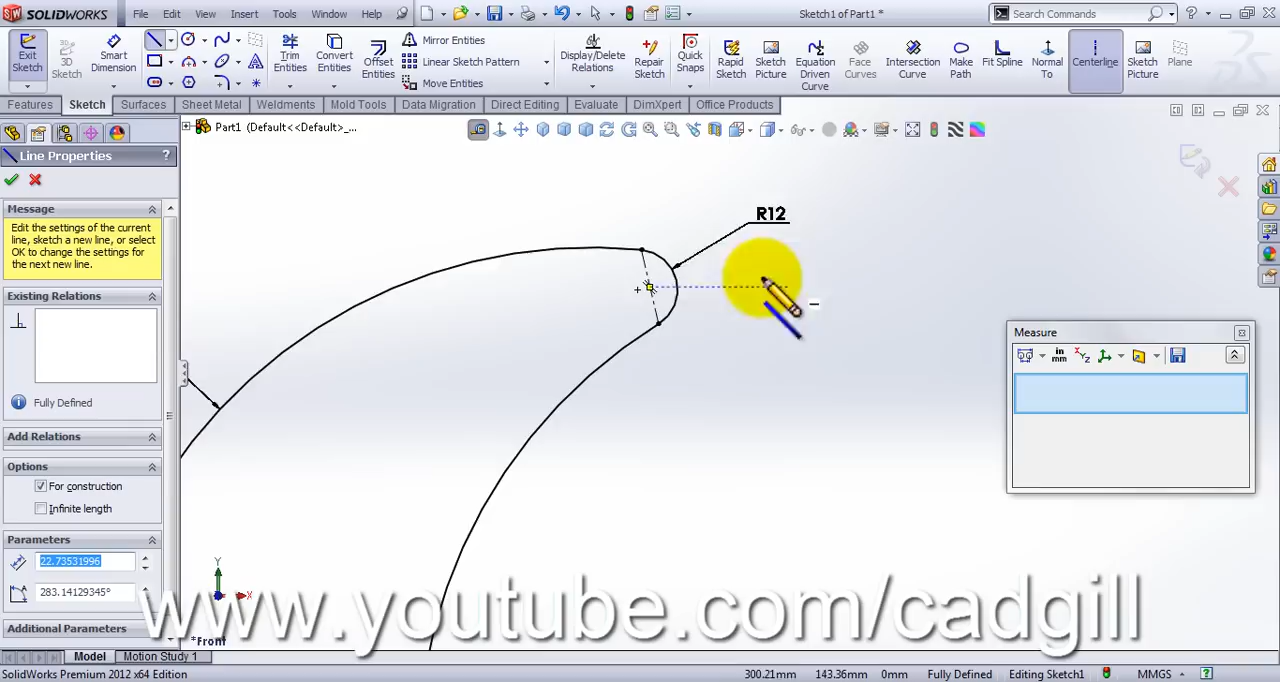 SOLIDWORKS
File Edit View Insert Tools Window Help
Sketch1 of Part1 *
Search Commands
Exit Sketch
3D Sketch
Smart Dimension
Trim Entities
Convert Entities
Offset Entities
Mirror Entities
Linear Sketch Pattern
Move Entities
Display/Delete Relations
Repair Sketch
Quick Snaps
Rapid Sketch
Sketch Picture
Equation Driven Curve
Face Curves
Intersection Curve
Make Path
Fit Spline
Normal To
Centerline
Sketch Picture
Plane
Features Sketch Surfaces Sheet Metal Weldments Mold Tools Data Migration Direct Editing Evaluate DimXpert Office Products
Part1 (Default<<Default>_...
Line Properties ?
Message
Edit the settings of the current
line, sketch a new line, or select
OK to change the settings for
the next new line.
Existing Relations
Fully Defined
Add Relations
Options
For construction
Infinite length
Parameters
22.73531996
283.14129345°
Additional Parameters
R12
Measure
in
mm
XYZ
Y
X
*Front
www.youtube.com/cadgill
Model Motion Study 1
SolidWorks Premium 2012 x64 Edition
300.21mm 143.36mm 0mm Fully Defined Editing Sketch1 MMGS